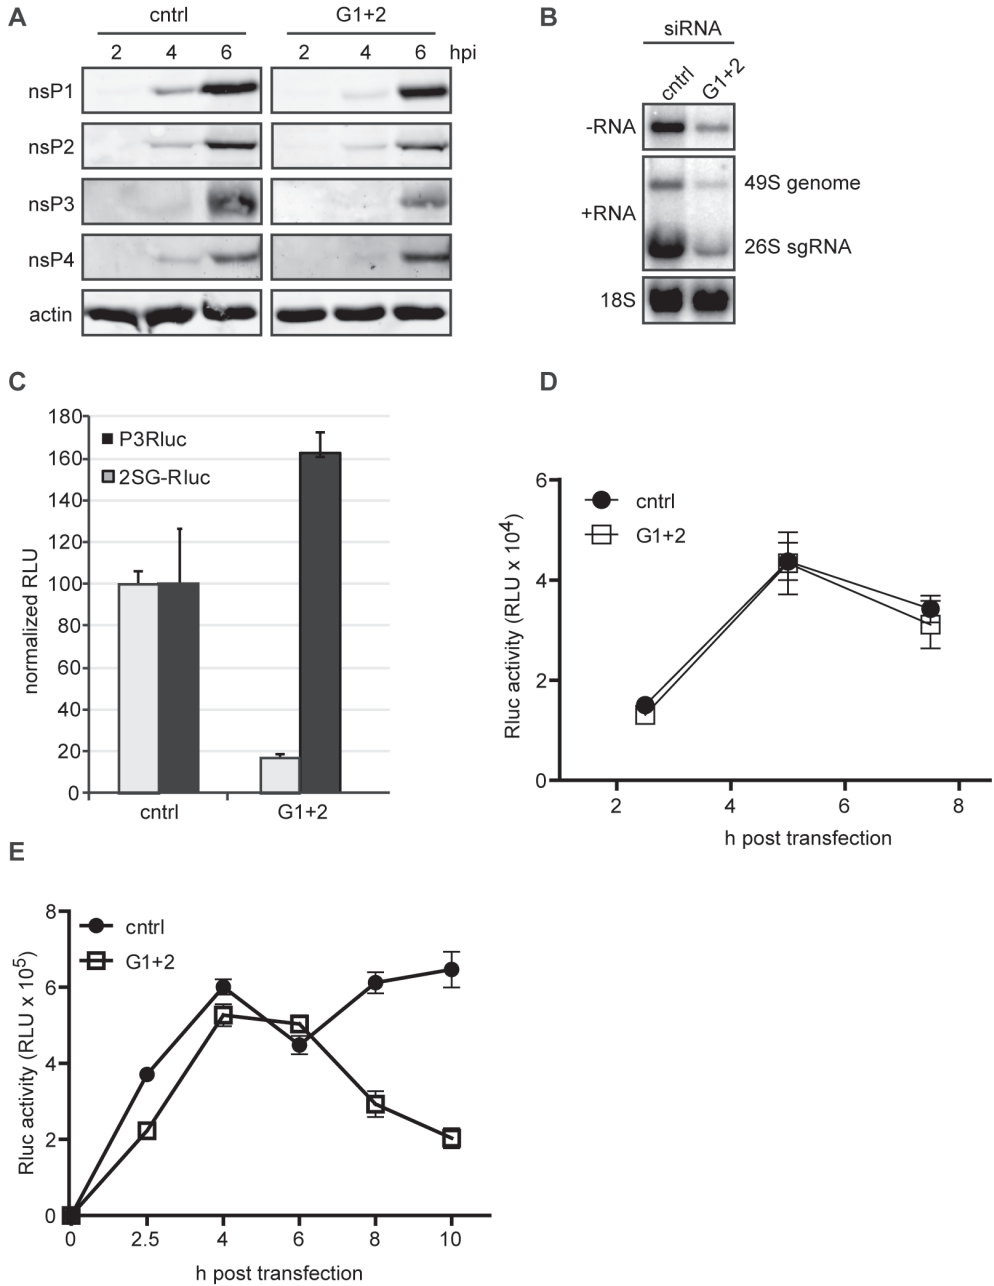 A
cntrl G1+2
2 4 6 2 4 6 hpi
nsP1
nsP2
nsP3
nsP4
actin
B
siRNA
cntrl G1+2
-RNA
49S genome
+RNA
26S sgRNA
18S
C
normalized RLU
180
160
140
120
100
80
60
40
20
0
P3Rluc
2SG-Rluc
cntrl G1+2
D
Rluc activity (RLU x 10⁴)
6
4
2
0
cntrl
G1+2
2 4 6 8
h post transfection
E
Rluc activity (RLU x 10⁵)
8
6
4
2
0
cntrl
G1+2
0 2.5 4 6 8 10
h post transfection